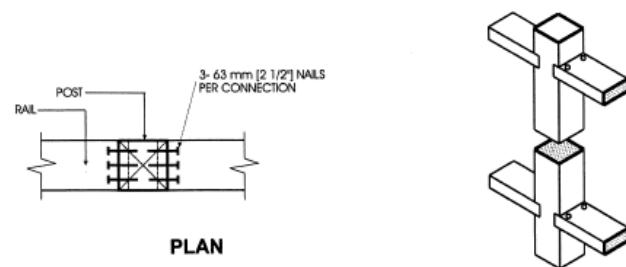 3- 63 mm [2 1/2"] NAILS
PER CONNECTION
POST
RAIL
PLAN